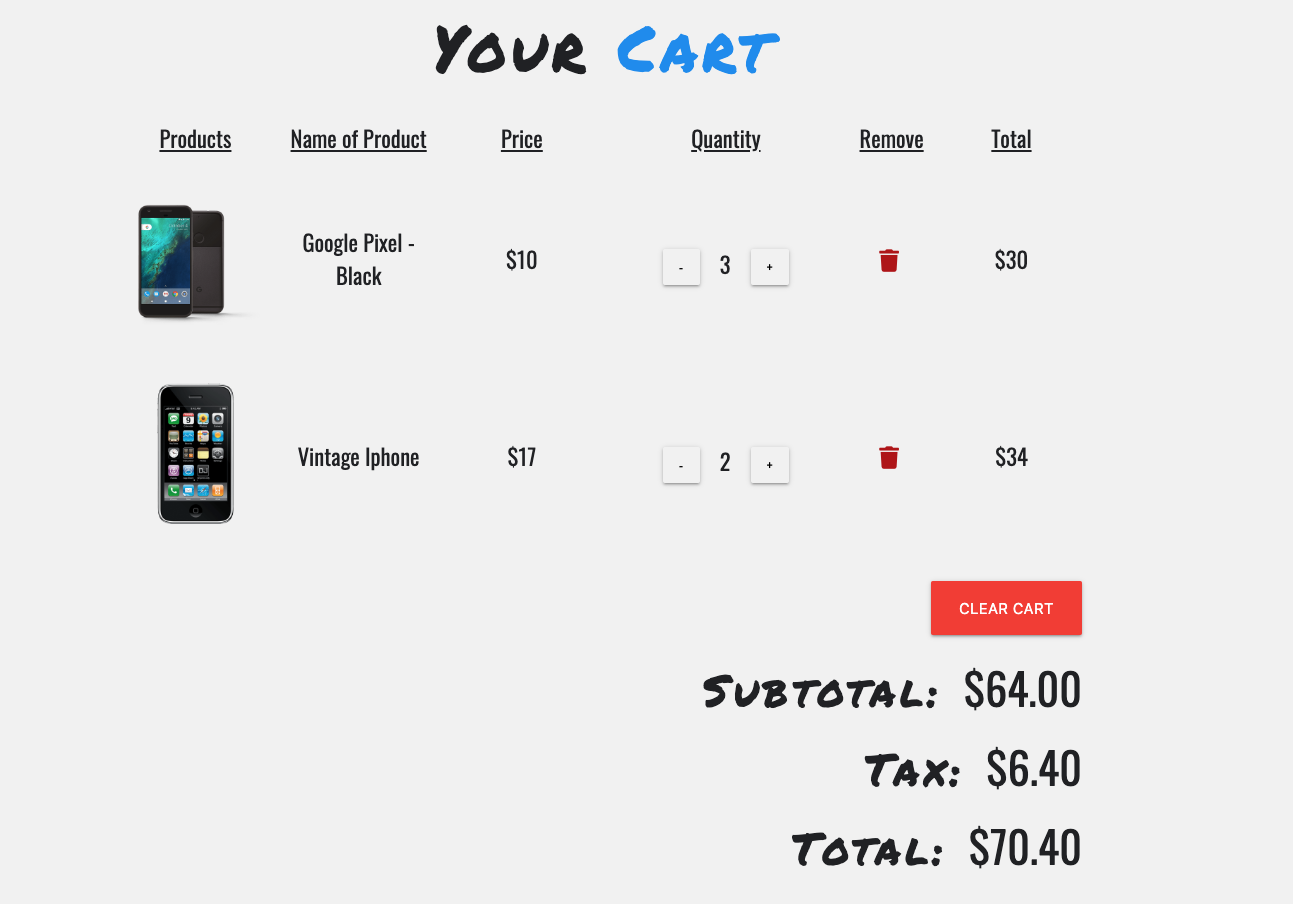 Your Cart
Products Name of Product Price Quantity Remove Total
Google Pixel -
Black
$10 - 3 + $30
Vintage Iphone $17 - 2 + $34
CLEAR CART
Subtotal: $64.00
Tax: $6.40
Total: $70.40